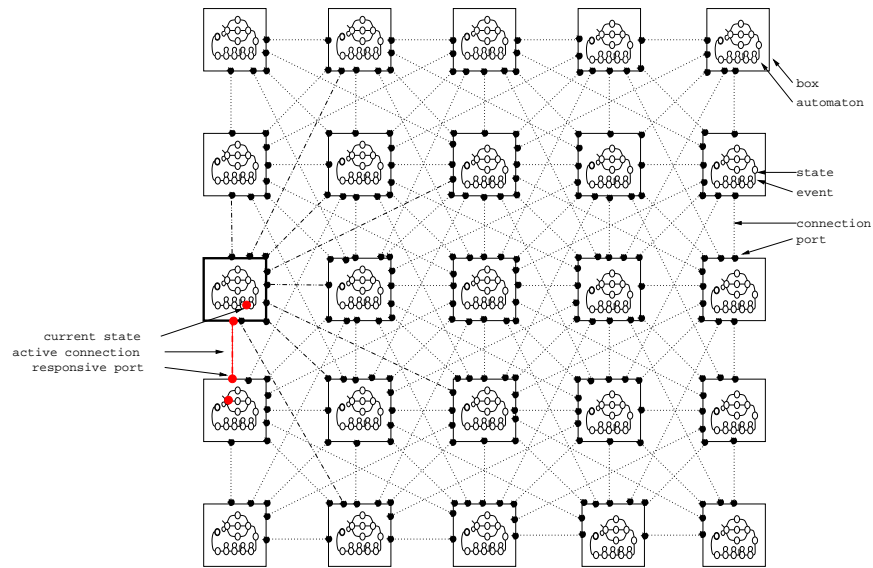 box
automaton
state
event
connection
port
current state
active connection
responsive port